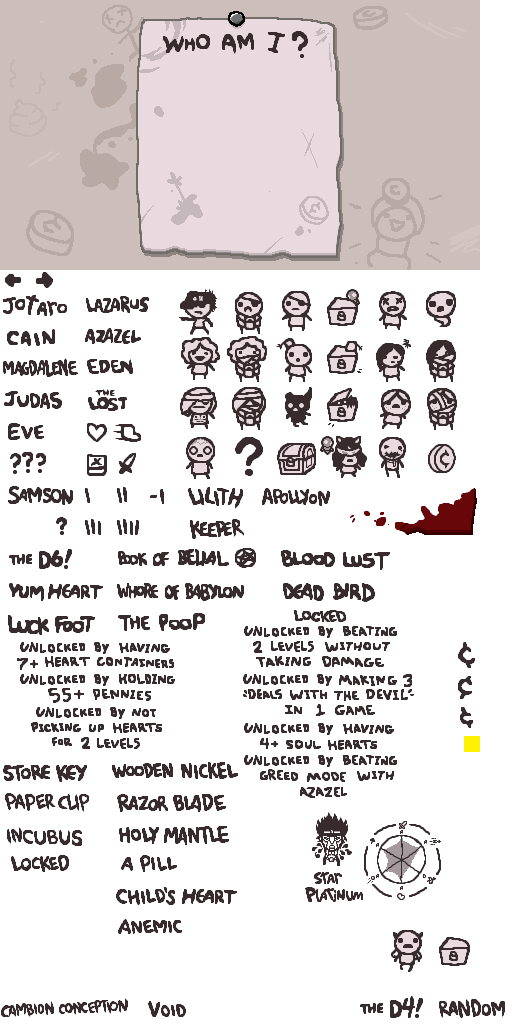 WHO AM I?
JOTARO LAZARUS
CAIN AZAZEL
MAGDALENE EDEN
JUDAS THE LOST
EVE
???
?
SAMSON I II -I LILITH APOLLYON
? III IIII KEEPER
THE D6! BOOK OF BELIAL BLOOD LUST
YUM HEART WHORE OF BABYLON DEAD BIRD
LUCK FOOT THE POOP
LOCKED
UNLOCKED BY HAVING
7+ HEART CONTAINERS
UNLOCKED BY HOLDING
55+ PENNIES
UNLOCKED BY NOT
PICKING UP HEARTS
FOR 2 LEVELS
UNLOCKED BY BEATING
2 LEVELS WITHOUT
TAKING DAMAGE
UNLOCKED BY MAKING 3
"DEALS WITH THE DEVIL"
IN 1 GAME
UNLOCKED BY HAVING
4+ SOUL HEARTS
UNLOCKED BY BEATING
GREED MODE WITH
AZAZEL
¢
¢
¢
STORE KEY WOODEN NICKEL
PAPER CLIP RAZOR BLADE
INCUBUS HOLY MANTLE
LOCKED A PILL
CHILD'S HEART
ANEMIC
STAR
PLATINUM
CAMBION CONCEPTION VOID THE D4! RANDOM